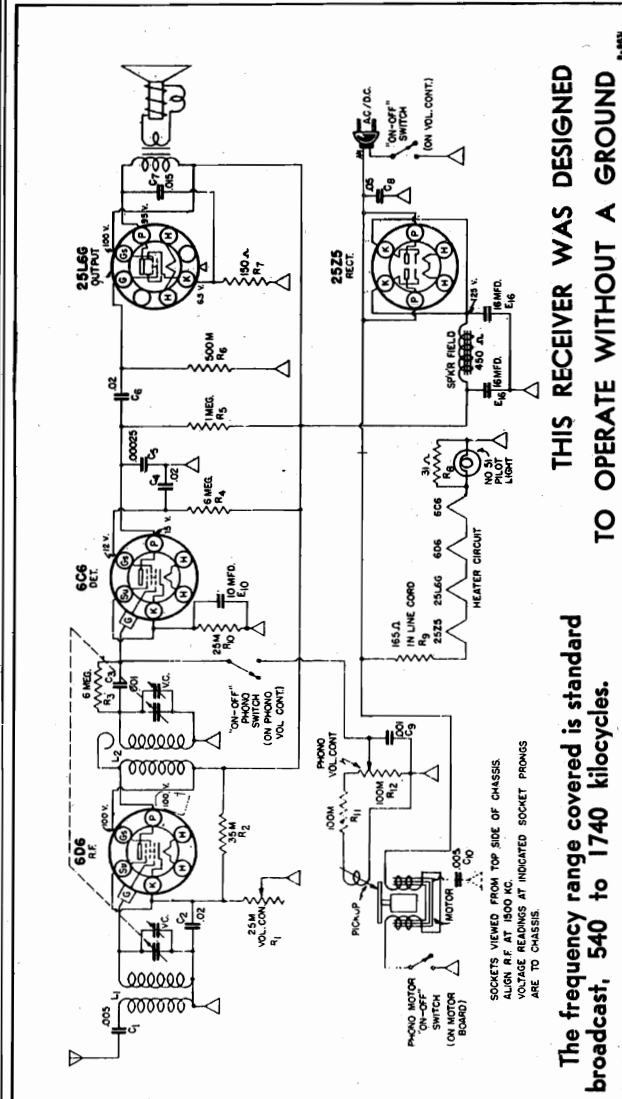 25L6G
OUTPUT
100 V.
Gs
G
P
95 V.
H
K
H
6.5 V.
C7
.015
150 Ω
R7
.02
C6
500 M
R6
1 MEG.
R5
.00025
C5
C4
.02
6 MEG.
R4
6C6
DET.
12 V.
Gs
Su
G
P
15 V.
K
H
H
10 MFD.
E10
25M
R10
6 MEG.
R3
C3
.001
V.C.
"ON-OFF"
PHONO
SWITCH
(ON PHONO
VOL. CONT.)
L2
6D6
R.F.
100 V.
Gs
Su
G
P
100 V.
K
H
H
35 M
R2
V.C.
C2
.02
25M
VOL. CON.
R1
L1
.005
C1
A.C./D.C.
"ON-OFF"
SWITCH
(ON VOL. CONT.)
.05
C8
25Z5
RECT.
K
P
H
K
P
H
125 V.
16 MFD.
E16
SPK'R FIELD
450 Ω
16 MFD.
E16
31 Ω
R8
NO 51
PILOT
LIGHT
6C6
6D6
25L6G
25Z5
HEATER CIRCUIT
165 Ω
IN LINE CORD
R9
PHONO
VOL. CONT
.001
C9
100M
R11
100M
R12
PICKUP
MOTOR
.005
C10
PHONO MOTOR
"ON-OFF"
SWITCH
(ON MOTOR
BOARD)
SOCKETS VIEWED FROM TOP SIDE OF CHASSIS.
ALIGN R.F. AT 1500 KC.
VOLTAGE READINGS AT INDICATED SOCKET PRONGS
ARE TO CHASSIS.
The frequency range covered is standard
broadcast, 540 to 1740 kilocycles.
THIS RECEIVER WAS DESIGNED
TO OPERATE WITHOUT A GROUND